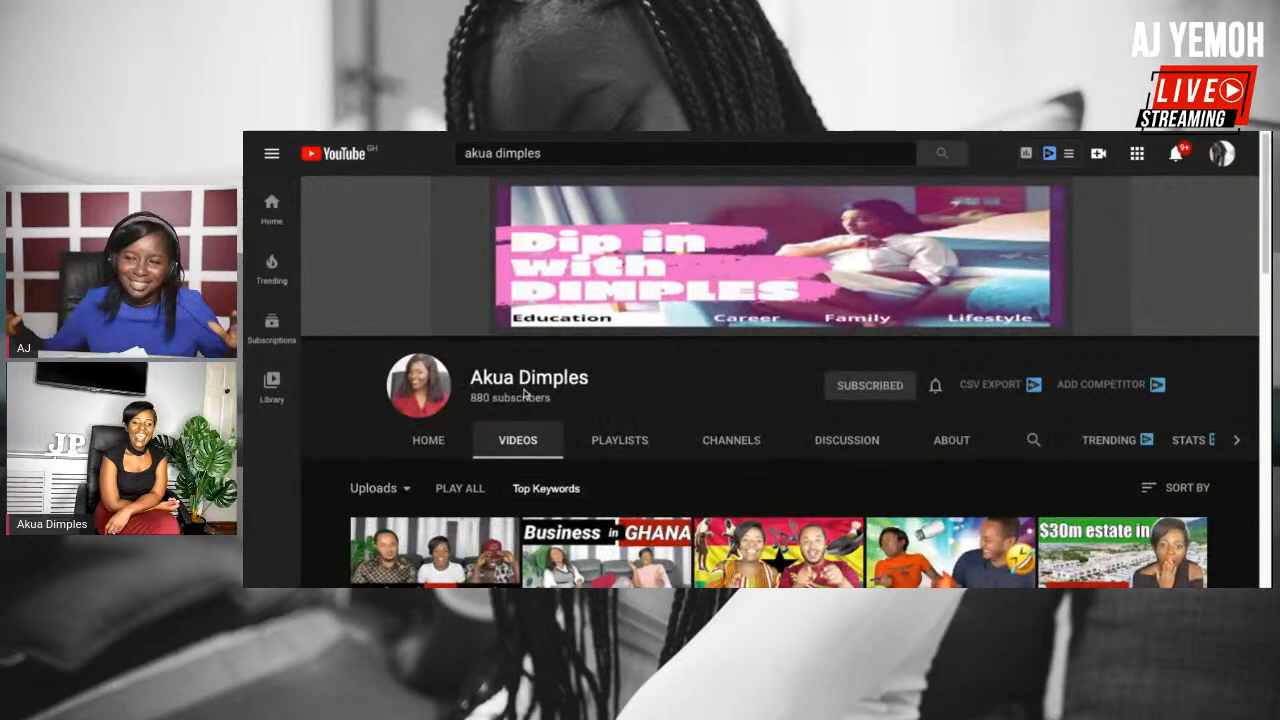 AJ YEMOH
LIVE
STREAMING
YouTube GH
akua dimples
9+
Home
Trending
Subscriptions
Library
Dip in
with
DIMPLES
Education Career Family Lifestyle
Akua Dimples
880 subscribers
SUBSCRIBED
CSV EXPORT
ADD COMPETITOR
HOME VIDEOS PLAYLISTS CHANNELS DISCUSSION ABOUT TRENDING STATS
Uploads PLAY ALL Top Keywords SORT BY
Business in GHANA
$30m estate in
AJ
JP
Akua Dimples